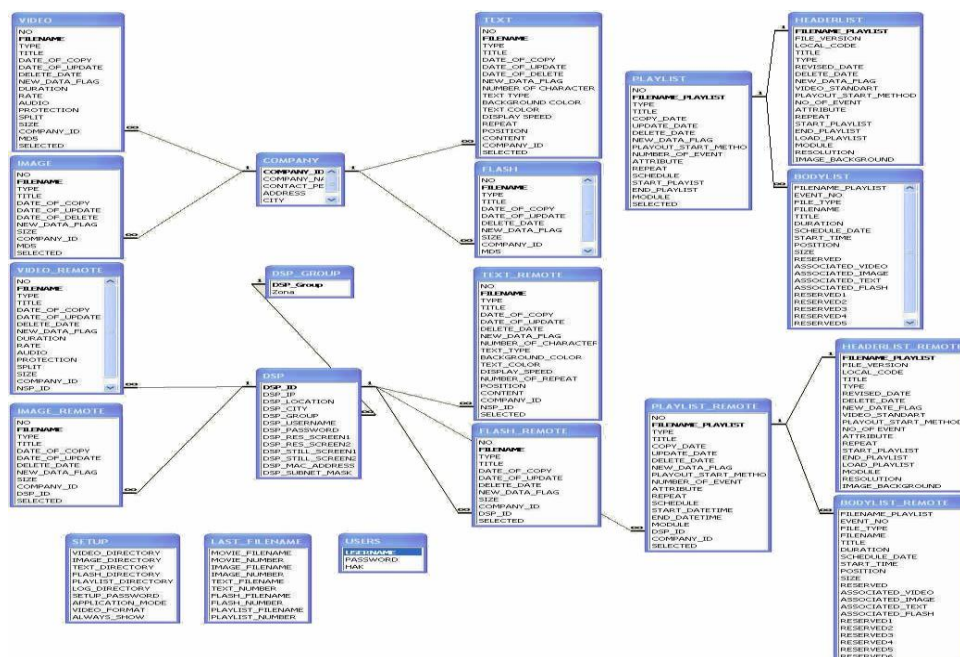 VIDEO
NO
FILENAME
TYPE
TITLE
DATE_OF_COPY
DATE_OF_UPDATE
DELETE_DATE
NEW_DATA_FLAG
DURATION
RATE
AUDIO
PROTECTION
SPLIT
SIZE
COMPANY_ID
MD5
SELECTED
IMAGE
NO
FILENAME
TYPE
TITLE
DATE_OF_COPY
DATE_OF_UPDATE
DATE_OF_DELETE
NEW_DATA_FLAG
SIZE
COMPANY_ID
MD5
SELECTED
COMPANY
COMPANY_ID
COMPANY_NA
CONTACT_PE
ADDRESS
CITY
TEXT
NO
FILENAME
TYPE
TITLE
DATE_OF_COPY
DATE_OF_UPDATE
DATE_OF_DELETE
NEW_DATA_FLAG
NUMBER OF CHARACTER
TEXT TYPE
BACKGROUND COLOR
TEXT COLOR
DISPLAY SPEED
REPEAT
POSITION
CONTENT
COMPANY_ID
SELECTED
FLASH
NO
FILENAME
TYPE
TITLE
DATE_OF_COPY
DATE_OF_UPDATE
DELETE_DATE
NEW_DATA_FLAG
SIZE
COMPANY_ID
MD5
PLAYLIST
NO
FILENAME_PLAYLIST
TYPE
TITLE
COPY_DATE
UPDATE_DATE
DELETE_DATE
NEW_DATA_FLAG
PLAYOUT_START_METHO
NUMBER_OF_EVENT
ATTRIBUTE
REPEAT
SCHEDULE
START_PLAYIST
END_PLAYLIST
MODULE
SELECTED
HEADERLIST
FILENAME_PLAYLIST
FILE_VERSION
LOCAL_CODE
TITLE
TYPE
REVISED_DATE
DELETE_DATE
NEW_DATA_FLAG
VIDEO_STANDART
PLAYOUT_START_METHOD
NO_OF_EVENT
ATTRIBUTE
REPEAT
START_PLAYLIST
END_PLAYLIST
LOAD_PLAYLIST
MODULE
RESOLUTION
IMAGE_BACKGROUND
BODYLIST
FILENAME_PLAYLIST
EVENT_NO
FILE_TYPE
FILENAME
TITLE
DURATION
SCHEDULE_DATE
START_TIME
POSITION
SIZE
RESERVED
ASSOCIATED_VIDEO
ASSOCIATED_IMAGE
ASSOCIATED_TEXT
ASSOCIATED_FLASH
RESERVED1
RESERVED2
RESERVED3
RESERVED4
RESERVED5
VIDEO_REMOTE
NO
FILENAME
TYPE
TITLE
DATE_OF_COPY
DATE_OF_UPDATE
DELETE_DATE
NEW_DATA_FLAG
DURATION
RATE
AUDIO
PROTECTION
SPLIT
SIZE
COMPANY_ID
NSP_ID
IMAGE_REMOTE
NO
FILENAME
TYPE
TITLE
DATE_OF_COPY
DATE_OF_UPDATE
DELETE_DATE
NEW_DATA_FLAG
SIZE
COMPANY_ID
DSP_ID
SELECTED
DSP_GROUP
DSP_Group
Zona
DSP
DSP_ID
DSP_IP
DSP_LOCATION
DSP_CITY
DSP_GROUP
DSP_USERNAME
DSP_PASSWORD
DSP_RES_SCREEN1
DSP_RES_SCREEN2
DSP_STILL_SCREEN1
DSP_STILL_SCREEN2
DSP_MAC_ADDRESS
DSP_SUBNET_MASK
TEXT_REMOTE
NO
FILENAME
TYPE
TITLE
DATE_OF_COPY
DATE_OF_UPDATE
DELETE_DATE
NEW_DATA_FLAG
NUMBER_OF_CHARACTER
TEXT_TYPE
BACKGROUND_COLOR
TEXT_COLOR
DISPLAY_SPEED
NUMBER_OF_REPEAT
POSITION
CONTENT
COMPANY_ID
NSP_ID
SELECTED
FLASH_REMOTE
NO
FILENAME
TYPE
TITLE
DATE_OF_COPY
DATE_OF_UPDATE
DELETE_DATE
NEW_DATA_FLAG
SIZE
COMPANY_ID
DSP_ID
SELECTED
PLAYLIST_REMOTE
NO
FILENAME_PLAYLIST
TYPE
TITLE
COPY_DATE
UPDATE_DATE
DELETE_DATE
NEW_DATA_FLAG
PLAYOUT_START_METHO
NUMBER_OF_EVENT
ATTRIBUTE
REPEAT
SCHEDULE
START_DATETIME
END_DATETIME
MODULE
DSP_ID
COMPANY_ID
SELECTED
HEADERLIST_REMOTE
FILENAME_PLAYLIST
FILE_VERSION
LOCAL_CODE
TITLE
TYPE
REVISED_DATE
DELETE_DATE
NEW_DATE_FLAG
VIDEO_STANDART
PLAYOUT_START_METHOD
NO_OF_EVENT
ATTRIBUTE
REPEAT
START_PLAYLIST
END_PLAYLIST
LOAD_PLAYLIST
MODULE
RESOLUTION
IMAGE_BACKGROUND
BODYLIST_REMOTE
FILENAME_PLAYLIST
EVENT_NO
FILE_TYPE
FILENAME
TITLE
DURATION
SCHEDULE_DATE
START_TIME
POSITION
SIZE
RESERVED
ASSOCIATED_VIDEO
ASSOCIATED_IMAGE
ASSOCIATED_TEXT
ASSOCIATED_FLASH
RESERVED1
RESERVED2
RESERVED3
RESERVED4
RESERVED5
RESERVED6
SETUP
VIDEO_DIRECTORY
IMAGE_DIRECTORY
TEXT_DIRECTORY
FLASH_DIRECTORY
PLAYLIST_DIRECTORY
LOG_DIRECTORY
SETUP_PASSWORD
APPLICATION_MODE
VIDEO_FORMAT
ALWAYS_SHOW
LAST_FILENAME
MOVIE_FILENAME
MOVIE_NUMBER
IMAGE_FILENAME
IMAGE_NUMBER
TEXT_FILENAME
TEXT_NUMBER
FLASH_FILENAME
FLASH_NUMBER
PLAYLIST_FILENAME
PLAYLIST_NUMBER
USERS
USERNAME
PASSWORD
HAK